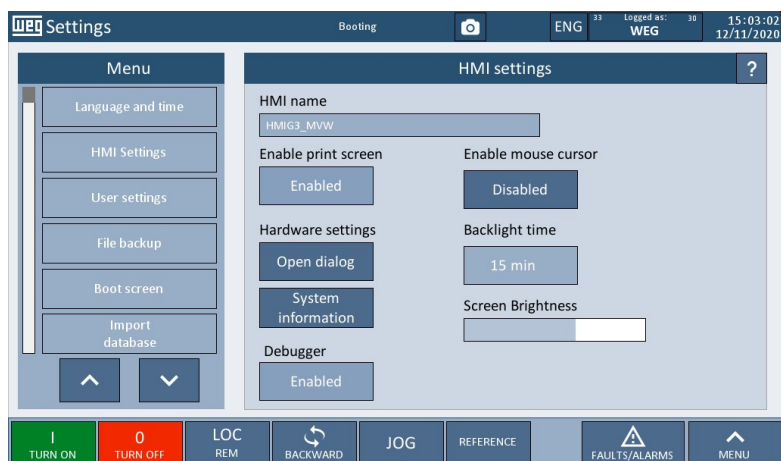 WEG Settings
Booting
ENG
33
Logged as:
WEG
30
15:03:02
12/11/2020
Menu
Language and time
HMI Settings
User settings
File backup
Boot screen
Import
database
HMI settings
?
HMI name
HMIG3_MVW
Enable print screen
Enabled
Enable mouse cursor
Disabled
Hardware settings
Open dialog
System
information
Backlight time
15 min
Screen Brightness
Debugger
Enabled
I
TURN ON
0
TURN OFF
LOC
REM
BACKWARD
JOG
REFERENCE
FAULTS/ALARMS
MENU